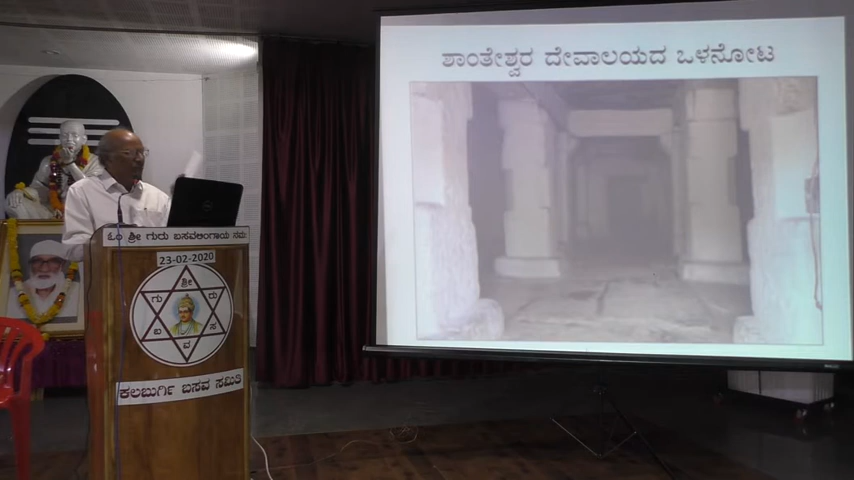 ಶಾಂತೇಶ್ವರ ದೇವಾಲಯದ ಒಳನೋಟ
ಓಂ ಶ್ರೀ ಗುರು ಬಸವಲಿಂಗಾಯ ನಮಃ
23-02-2020
ಶ್ರೀ
ಗು ರು
ಬ ಸ
ವ
ಕಲಬುರ್ಗಿ ಬಸವ ಸಮಿತಿ